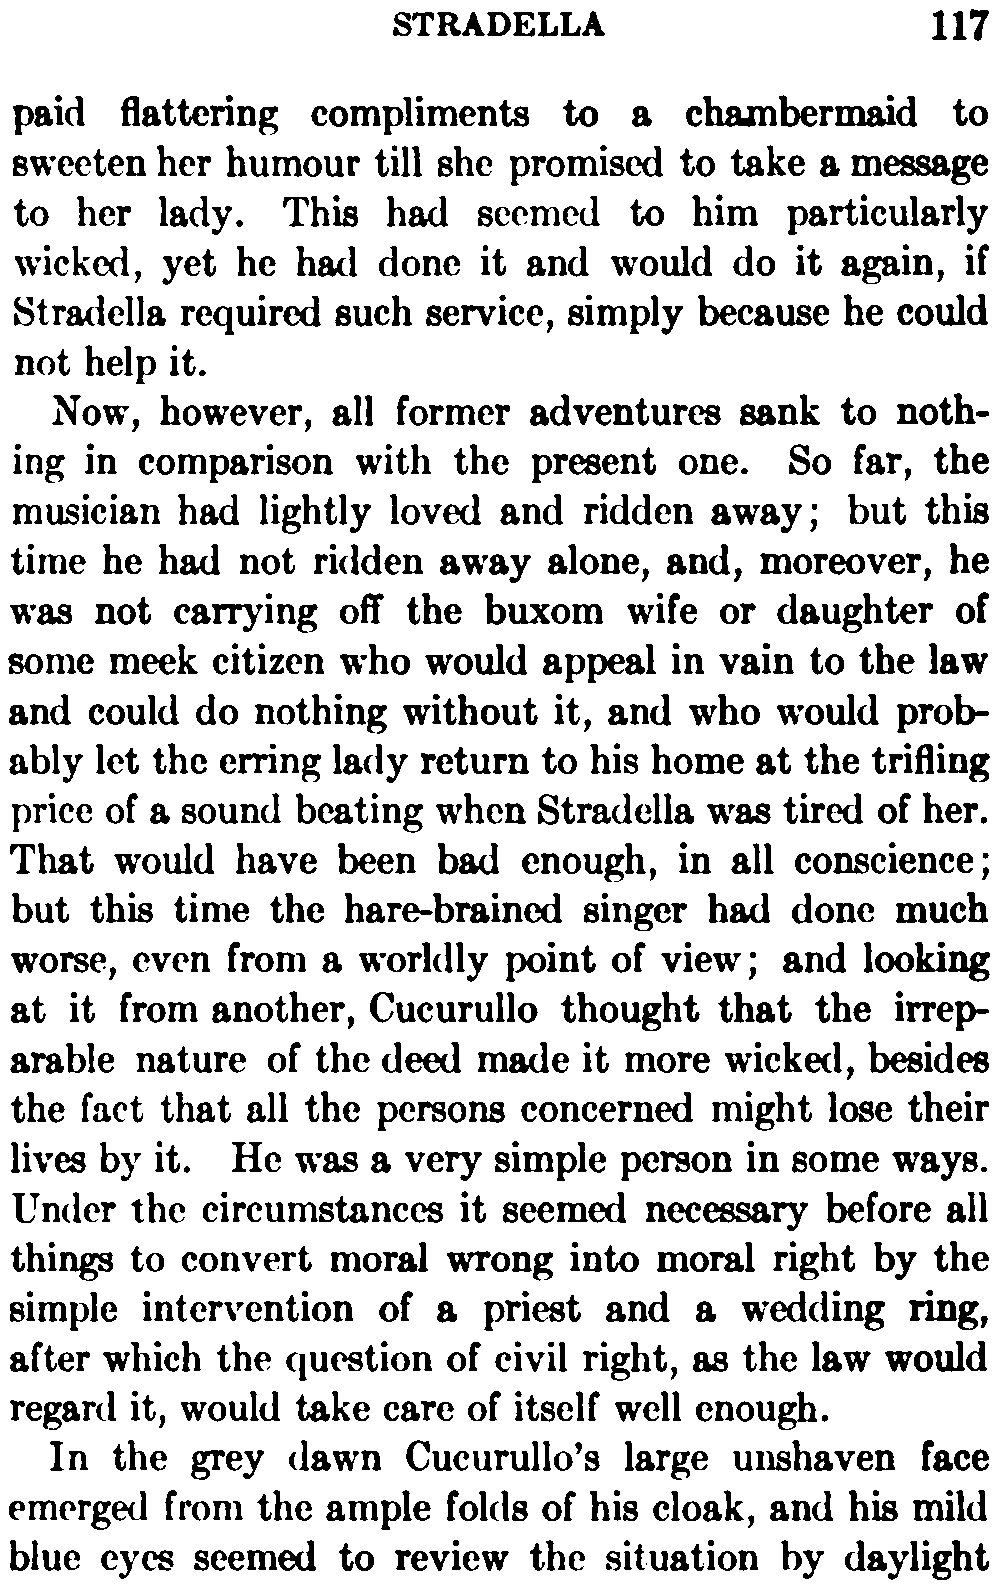 STRADELLA 117
paid flattering compliments to a chambermaid to
sweeten her humour till she promised to take a message
to her lady. This had seemed to him particularly
wicked, yet he had done it and would do it again, if
Stradella required such service, simply because he could
not help it.
Now, however, all former adventures sank to noth-
ing in comparison with the present one. So far, the
musician had lightly loved and ridden away; but this
time he had not ridden away alone, and, moreover, he
was not carrying off the buxom wife or daughter of
some meek citizen who would appeal in vain to the law
and could do nothing without it, and who would prob-
ably let the erring lady return to his home at the trifling
price of a sound beating when Stradella was tired of her.
That would have been bad enough, in all conscience;
but this time the hare-brained singer had done much
worse, even from a worldly point of view; and looking
at it from another, Cucurullo thought that the irrep-
arable nature of the deed made it more wicked, besides
the fact that all the persons concerned might lose their
lives by it. He was a very simple person in some ways.
Under the circumstances it seemed necessary before all
things to convert moral wrong into moral right by the
simple intervention of a priest and a wedding ring,
after which the question of civil right, as the law would
regard it, would take care of itself well enough.
In the grey dawn Cucurullo's large unshaven face
emerged from the ample folds of his cloak, and his mild
blue eyes seemed to review the situation by daylight